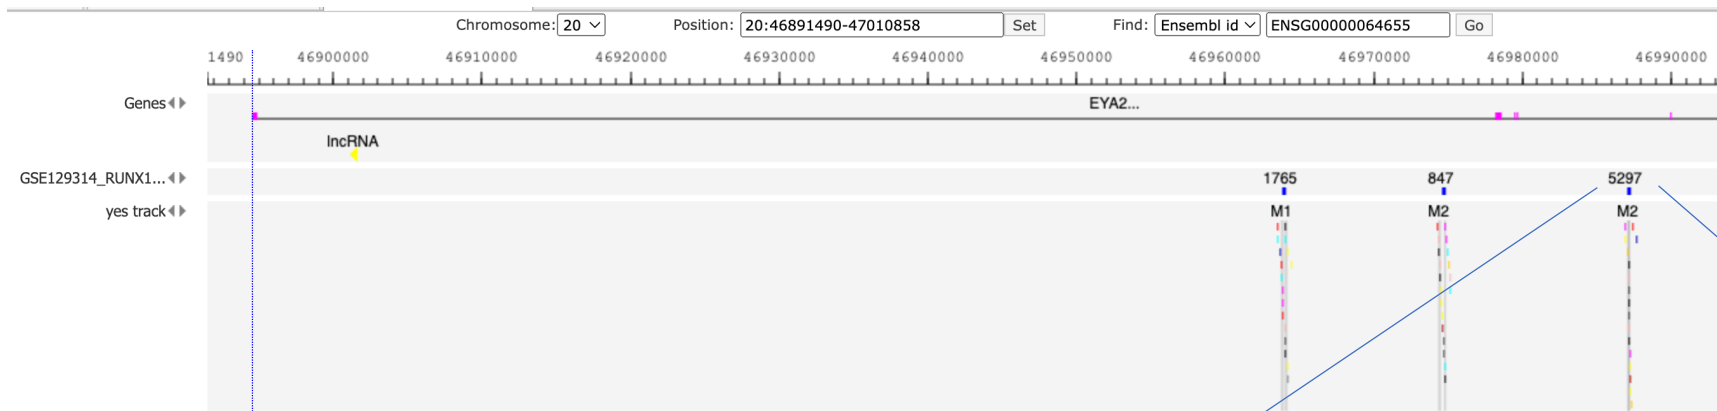 Chromosome: 20 Position: 20:46891490-47010858 Set Find: Ensembl id ENSG00000064655 Go
1490 46900000 46910000 46920000 46930000 46940000 46950000 46960000 46970000 46980000 46990000
Genes EYA2...
lncRNA
GSE129314_RUNX1... 1765 847 5297
yes track M1 M2 M2